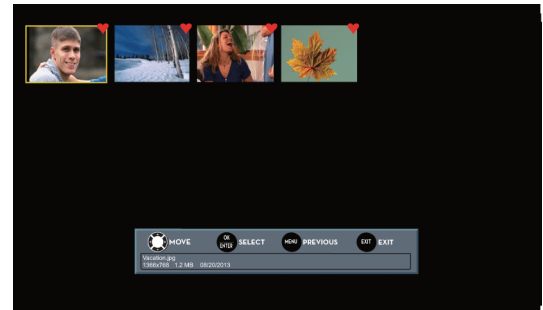 MOVE OK ENTER SELECT MENU PREVIOUS EXIT EXIT
Vacation.jpg
1366x768 1.2 MB 08/20/2013